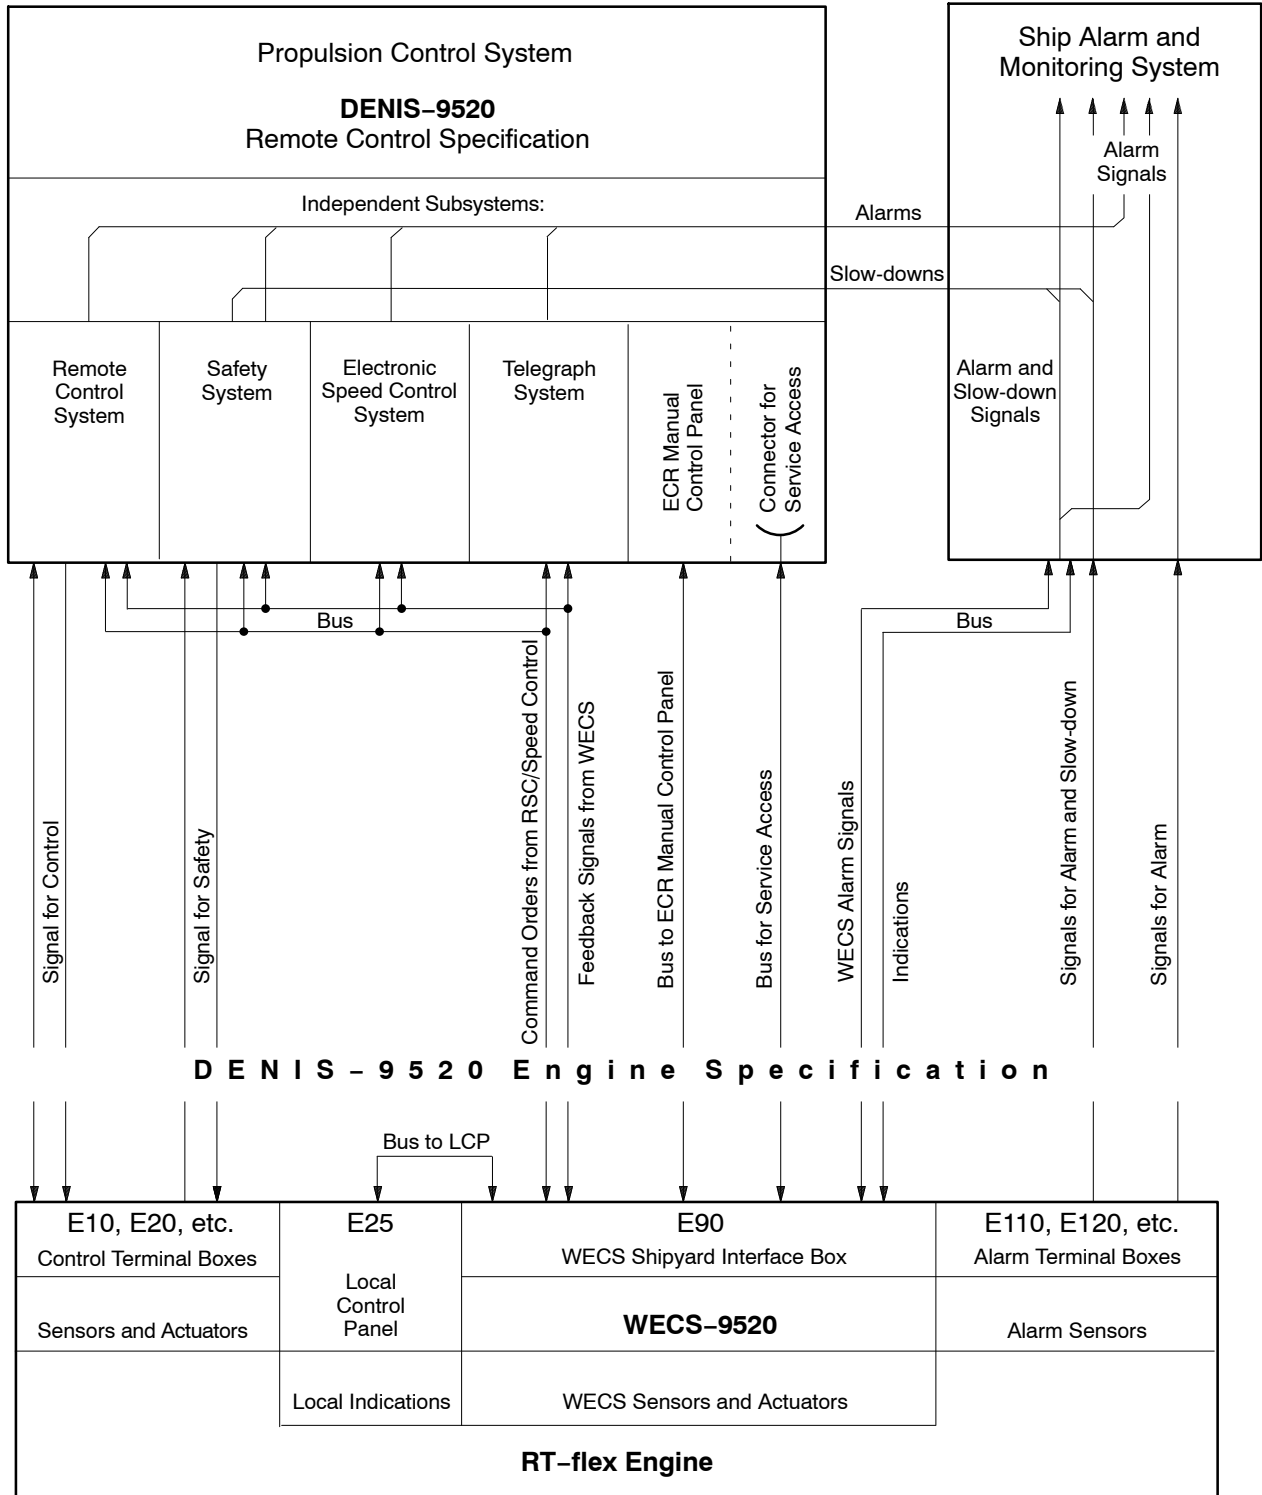 Propulsion Control System
DENIS−9520
Remote Control Specification
Ship Alarm and
Monitoring System
Alarm
Signals
Independent Subsystems:
Alarms
Slow-downs
Remote
Control
System
Safety
System
Electronic
Speed Control
System
Telegraph
System
ECR Manual
Control Panel
Connector for
Service Access
Alarm and
Slow-down
Signals
Bus
Bus
Signal for Control
Signal for Safety
Command Orders from RSC/Speed Control
Feedback Signals from WECS
Bus to ECR Manual Control Panel
Bus for Service Access
WECS Alarm Signals
Indications
Signals for Alarm and Slow-down
Signals for Alarm
DENIS−9520 Engine Specification
Bus to LCP
E10, E20, etc.
Control Terminal Boxes
Sensors and Actuators
E25
Local
Control
Panel
Local Indications
E90
WECS Shipyard Interface Box
WECS−9520
WECS Sensors and Actuators
E110, E120, etc.
Alarm Terminal Boxes
Alarm Sensors
RT−flex Engine